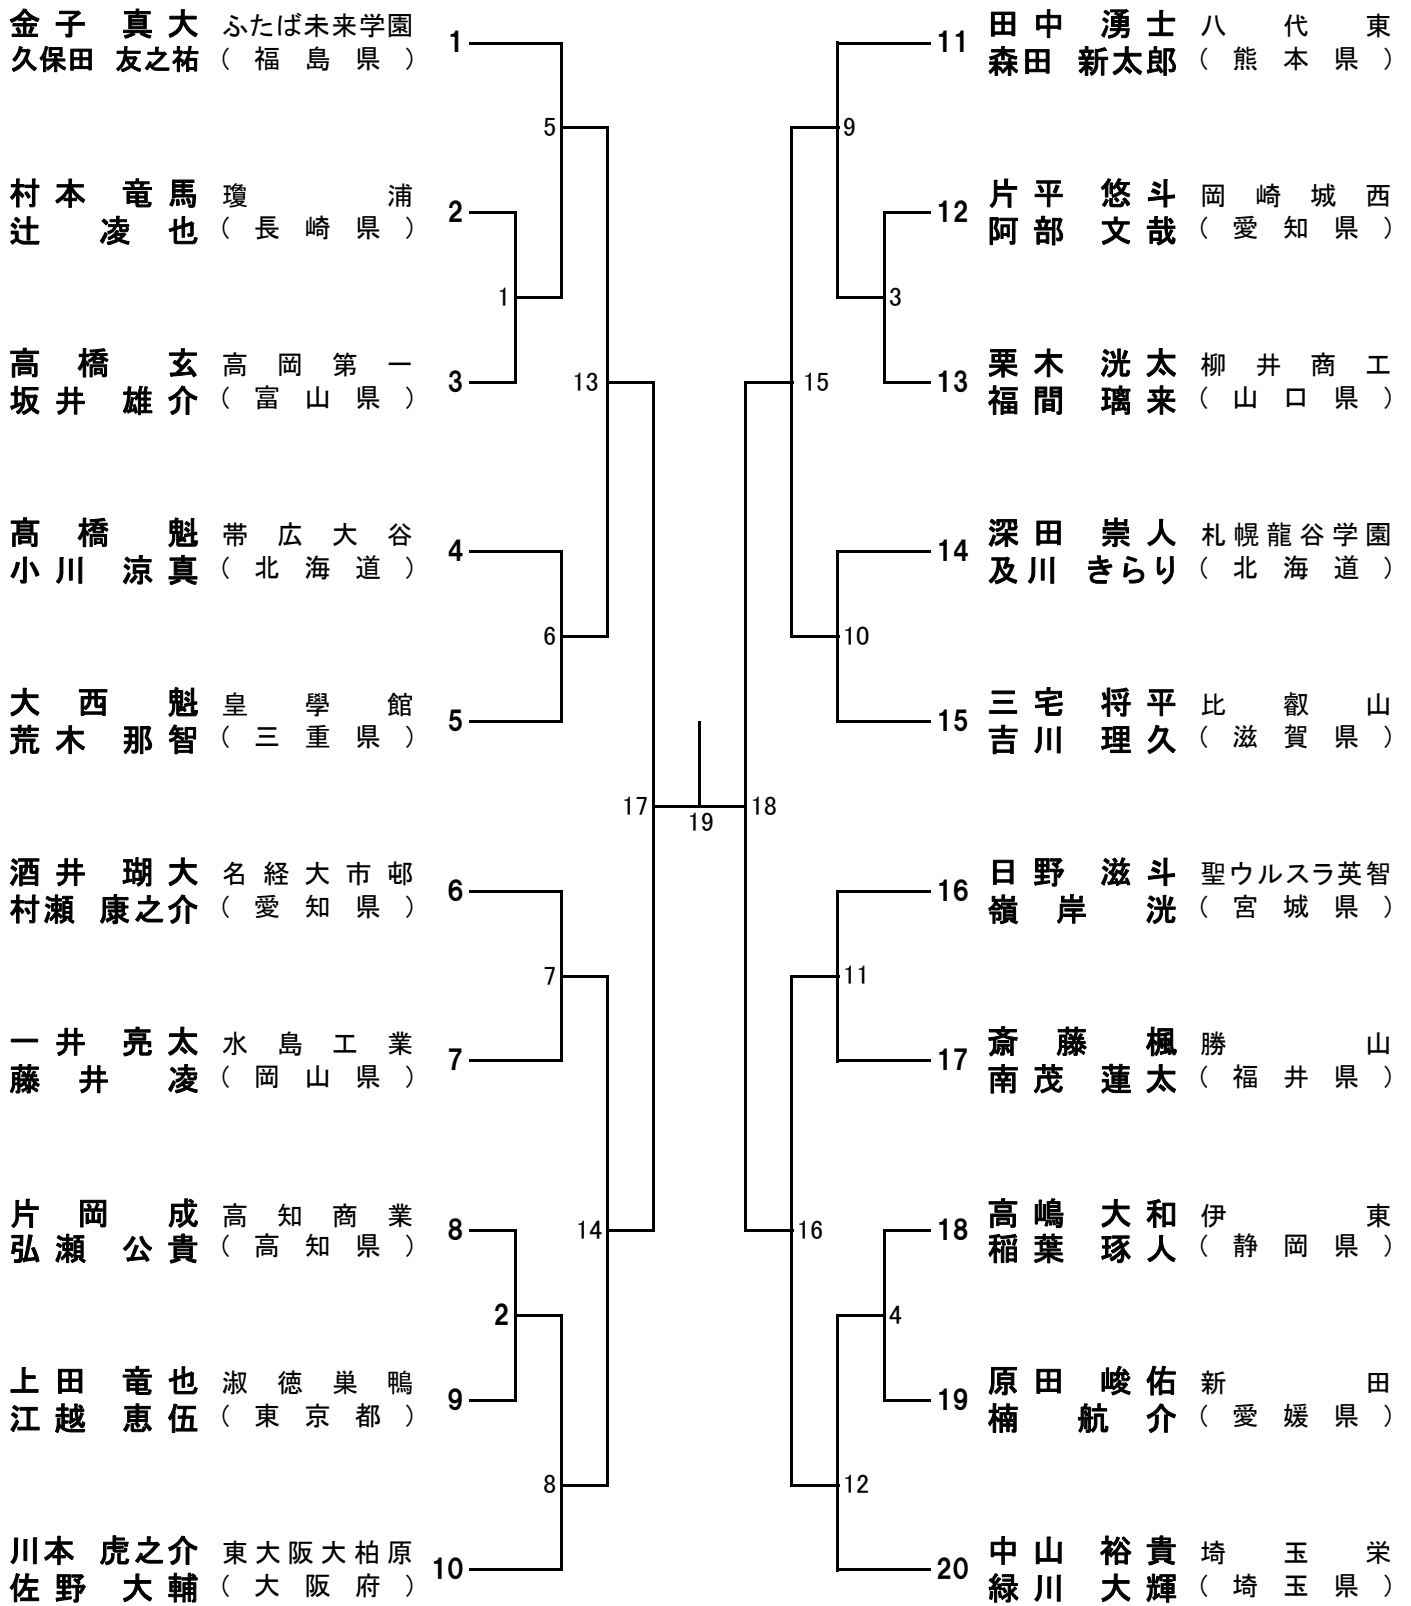 金子 真大 ふたば未来学園
久保田 友之祐 (福島県)
1
村本 竜馬 瓊浦
辻 凌也 (長崎県)
2
高橋 玄 高岡第一
坂井 雄介 (富山県)
3
髙橋 魁 帯広大谷
小川 涼真 (北海道)
4
大西 魁 皇學館
荒木 那智 (三重県)
5
酒井 瑚大 名経大市邨
村瀬 康之介 (愛知県)
6
一井 亮太 水島工業
藤井 凌 (岡山県)
7
片岡 成 高知商業
弘瀬 公貴 (高知県)
8
上田 竜也 淑徳巣鴨
江越 恵伍 (東京都)
9
川本 虎之介 東大阪大柏原
佐野 大輔 (大阪府)
10
5
1
13
6
17
7
14
2
8
19
9
3
15
10
18
11
16
4
12
11
田中 湧士 八代東
森田 新太郎 (熊本県)
12
片平 悠斗 岡崎城西
阿部 文哉 (愛知県)
13
栗木 洸太 柳井商工
福間 璃来 (山口県)
14
深田 崇人 札幌龍谷学園
及川 きらり (北海道)
15
三宅 将平 比叡山
吉川 理久 (滋賀県)
16
日野 滋斗 聖ウルスラ英智
嶺岸 洸 (宮城県)
17
斎藤 楓 勝山
南茂 蓮太 (福井県)
18
高嶋 大和 伊東
稲葉 琢人 (静岡県)
19
原田 峻佑 新田
楠 航介 (愛媛県)
20
中山 裕貴 埼玉栄
緑川 大輝 (埼玉県)